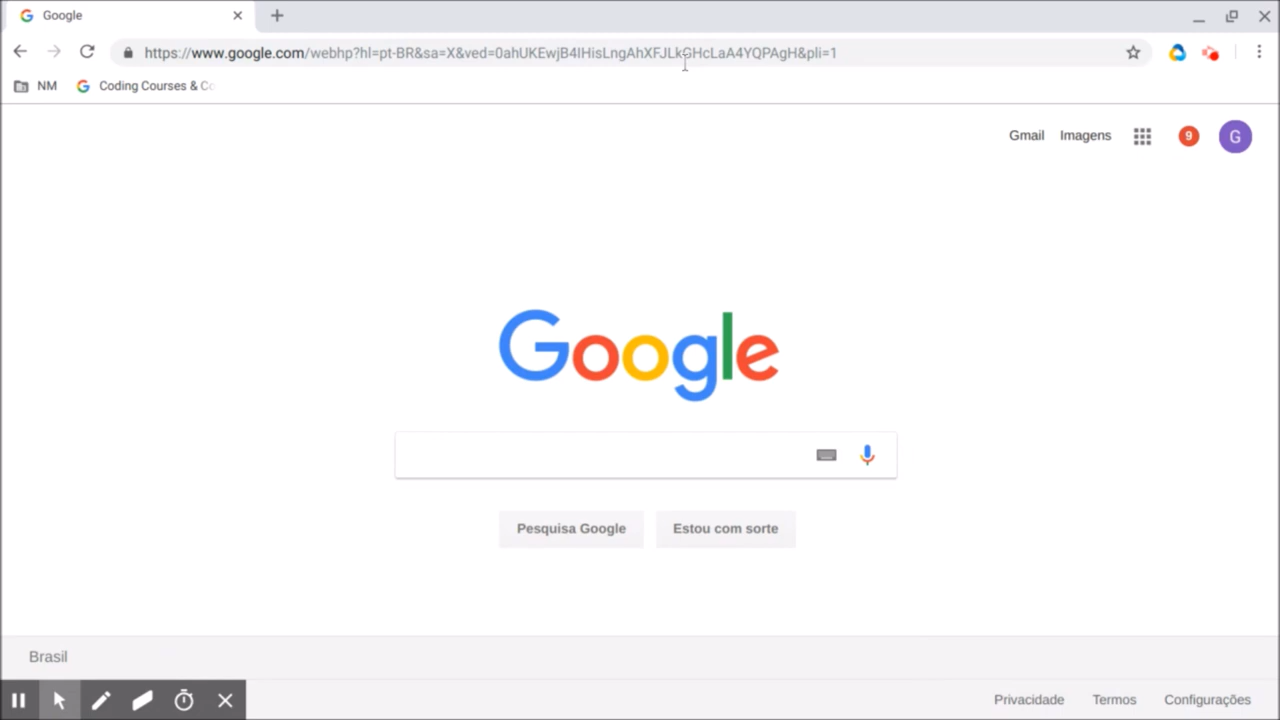 Google
https://www.google.com/webhp?hl=pt-BR&sa=X&ved=0ahUKEwjB4IHisLngAhXFJLkGHcLaA4YQPAgH&pli=1
NM
Coding Courses & Co
Gmail Imagens 9 G
Google
Pesquisa Google Estou com sorte
Brasil
Privacidade Termos Configurações